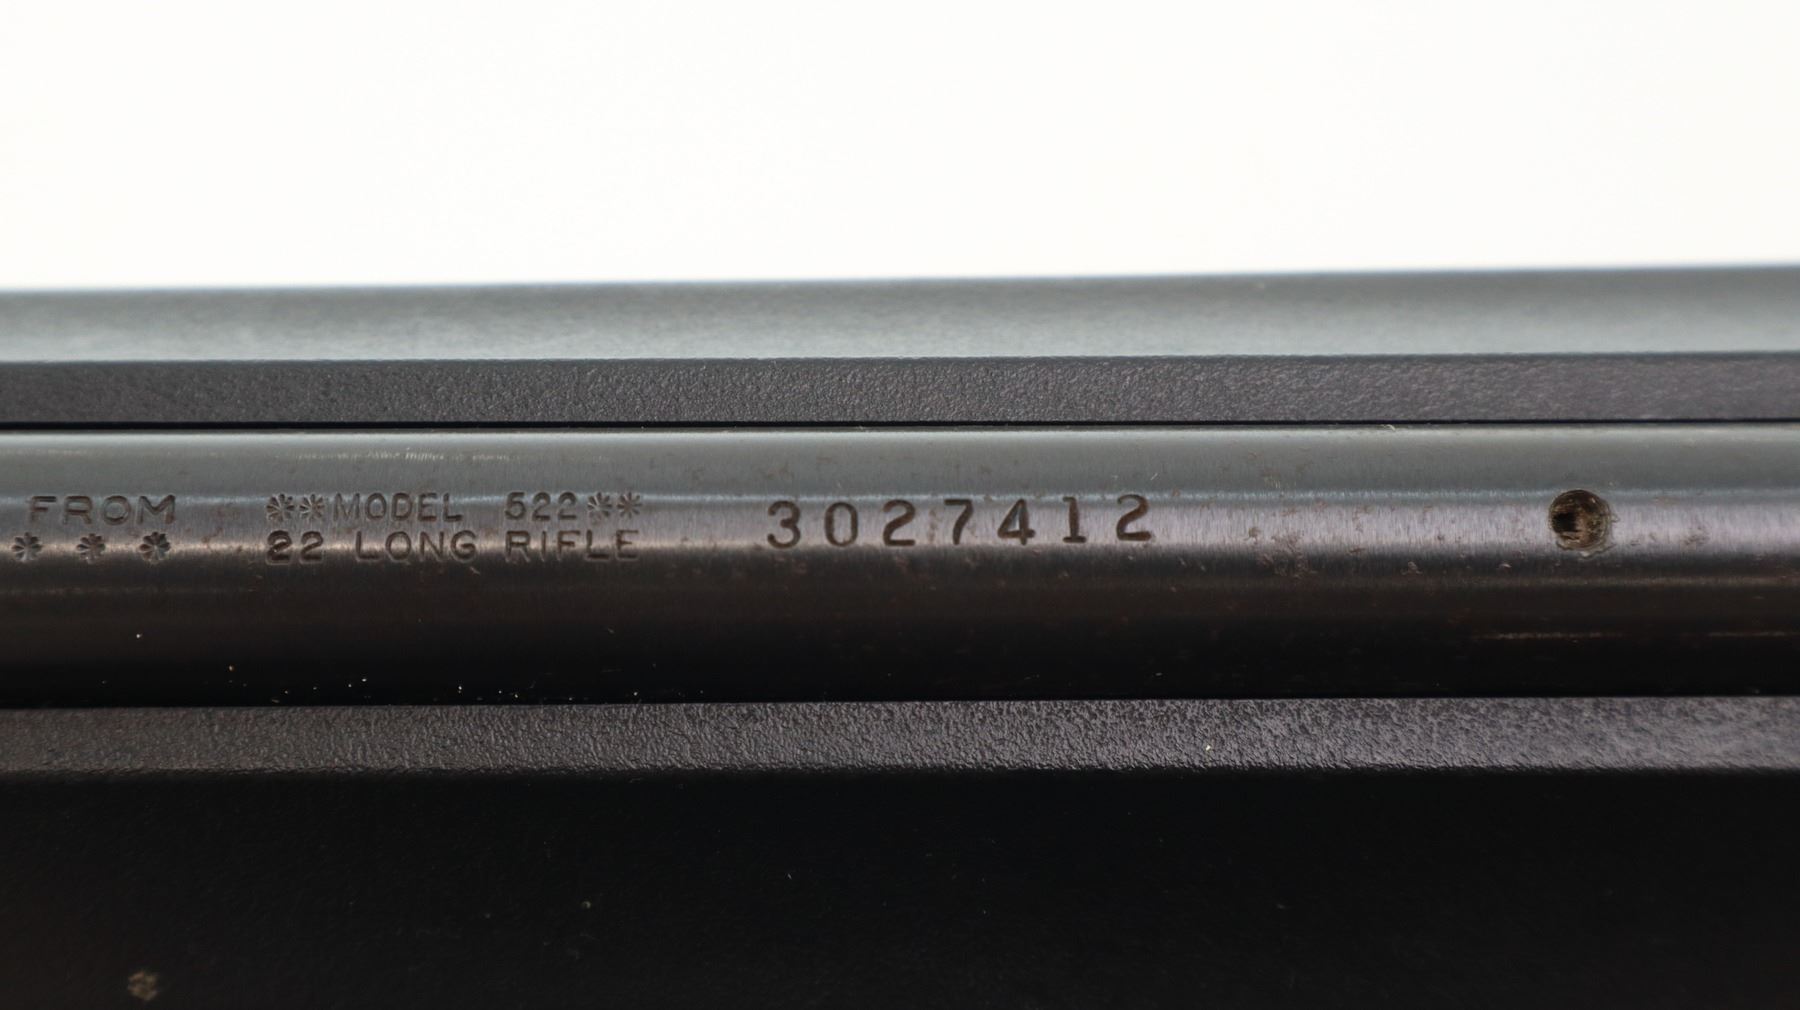 FROM **MODEL 522** 3027412
* * * 22 LONG RIFLE